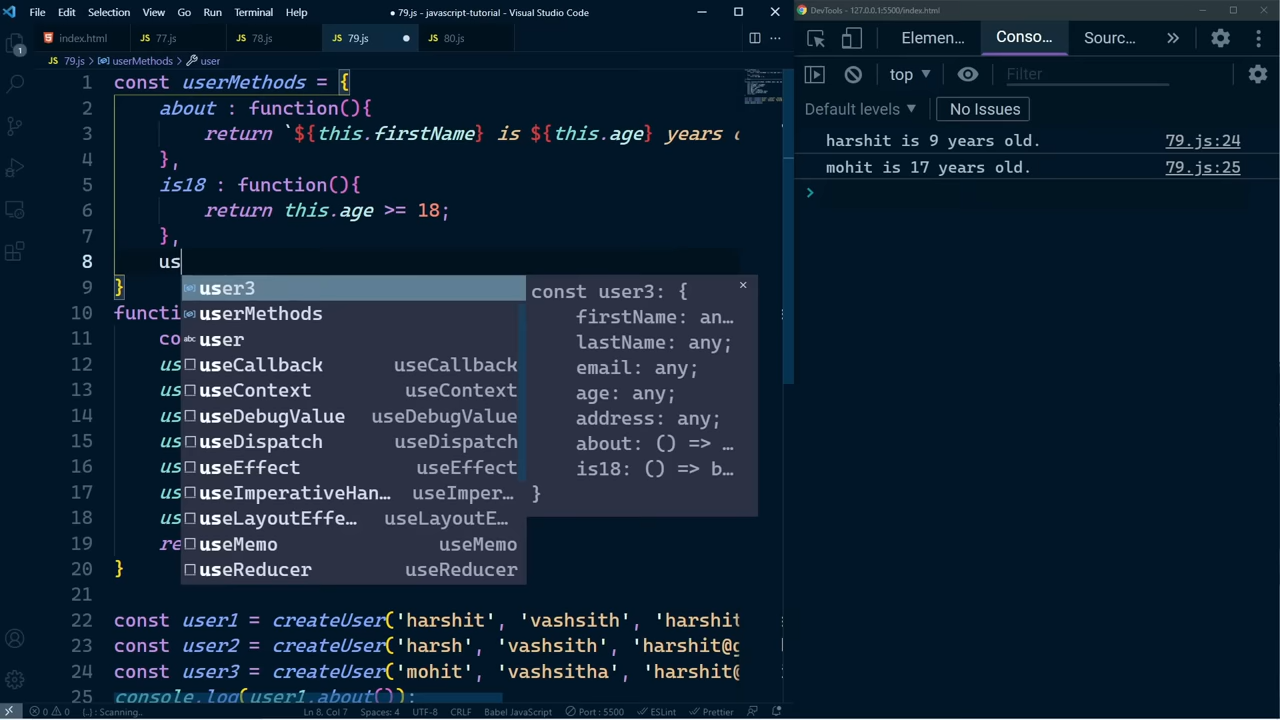 File Edit Selection View Go Run Terminal Help
● 79.js - javascript-tutorial - Visual Studio Code
index.html
JS 77.js
JS 78.js
JS 79.js ●
JS 80.js
JS 79.js > userMethods > user
1 const userMethods = {
2 about : function(){
3 return `${this.firstName} is ${this.age} years
4 },
5 is18 : function(){
6 return this.age >= 18;
7 },
8 us
9 }
10 functi
11 co
12 us
13 us
14 us
15 us
16 us
17 us
18 us
19 re
20 }
21
22 const user1 = createUser('harshit', 'vashsith', 'harshit
23 const user2 = createUser('harsh', 'vashsith', 'harshit@g
24 const user3 = createUser('mohit', 'vashsitha', 'harshit@
25 console.log(user1.about());
user3
userMethods
abc user
useCallback useCallback
useContext useContext
useDebugValue useDebugValue
useDispatch useDispatch
useEffect useEffect
useImperativeHan... useImper...
useLayoutEffe... useLayoutE...
useMemo useMemo
useReducer useReducer
const user3: {
firstName: an...
lastName: any;
email: any;
age: any;
address: any;
about: () => ...
is18: () => b...
}
1
0 0 {..} : Scanning.. Ln 8, Col 7 Spaces: 4 UTF-8 CRLF Babel JavaScript Port : 5500 ESLint Prettier
DevTools - 127.0.0.1:5500/index.html
Elemen... Conso... Sourc... »
top ▼ Filter
Default levels ▼ No Issues
harshit is 9 years old. 79.js:24
mohit is 17 years old. 79.js:25
>